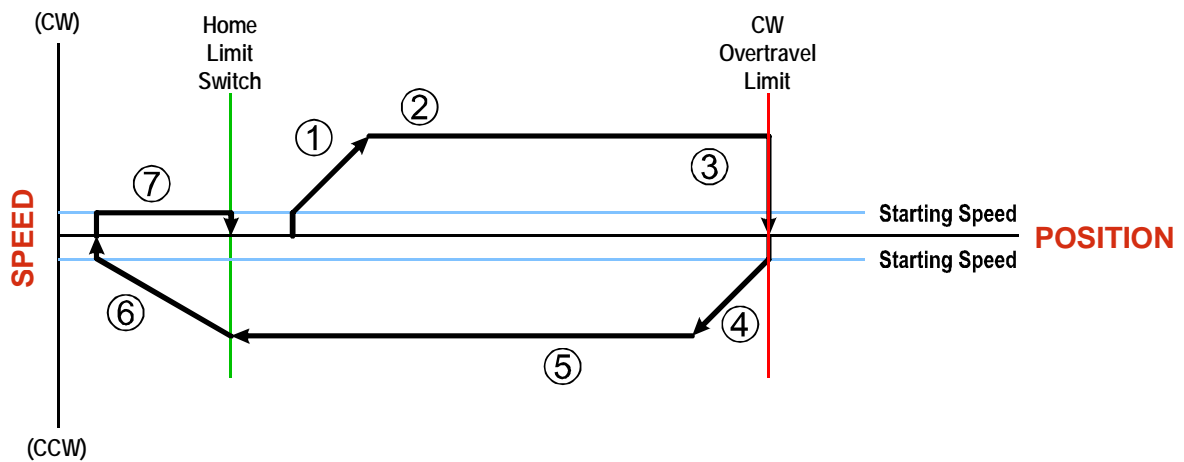 (CW)
Home
Limit
Switch
CW
Overtravel
Limit
②
①
③
⑦
Starting Speed
SPEED
POSITION
Starting Speed
⑥
④
⑤
(CCW)